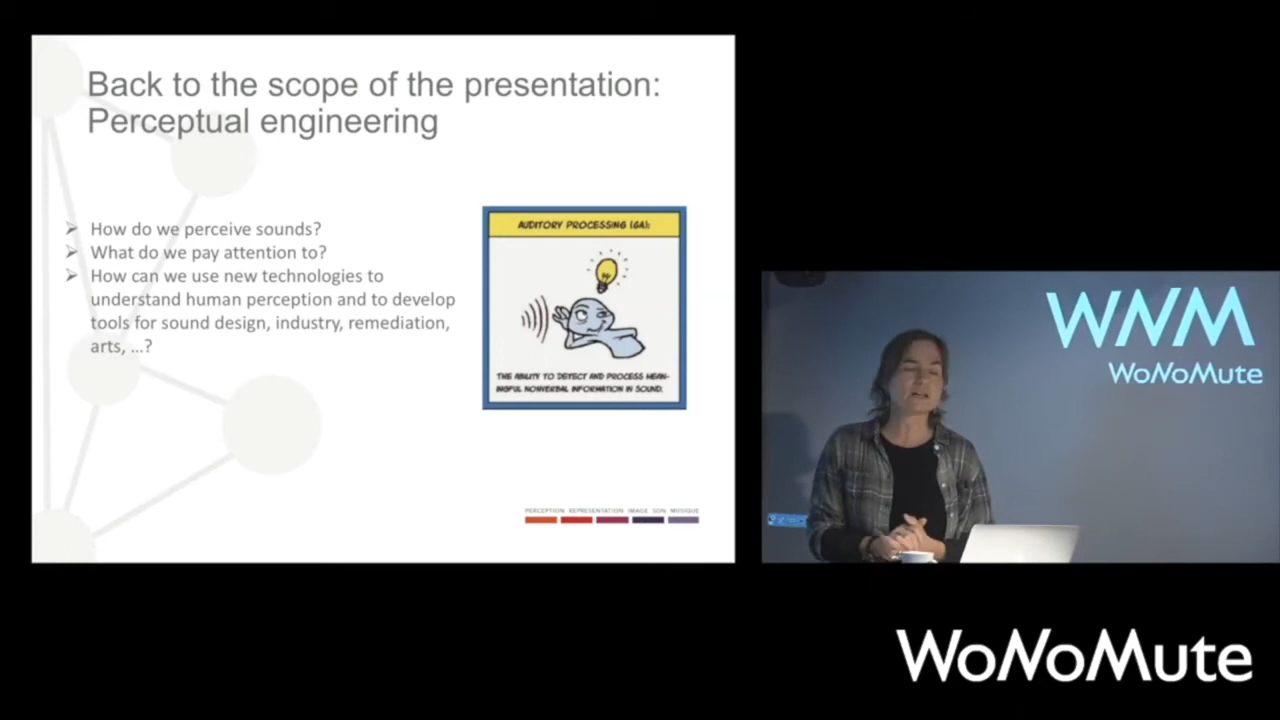 Back to the scope of the presentation:
Perceptual engineering
How do we perceive sounds?
What do we pay attention to?
How can we use new technologies to
understand human perception and to develop
tools for sound design, industry, remediation,
arts, ...?
AUDITORY PROCESSING (GA):
THE ABILITY TO DETECT AND PROCESS MEAN-
INGFUL NONVERBAL INFORMATION IN SOUND.
PERCEPTION REPRESENTATION IMAGE SON MUSIQUE
WNM
WoNoMute
WoNoMute